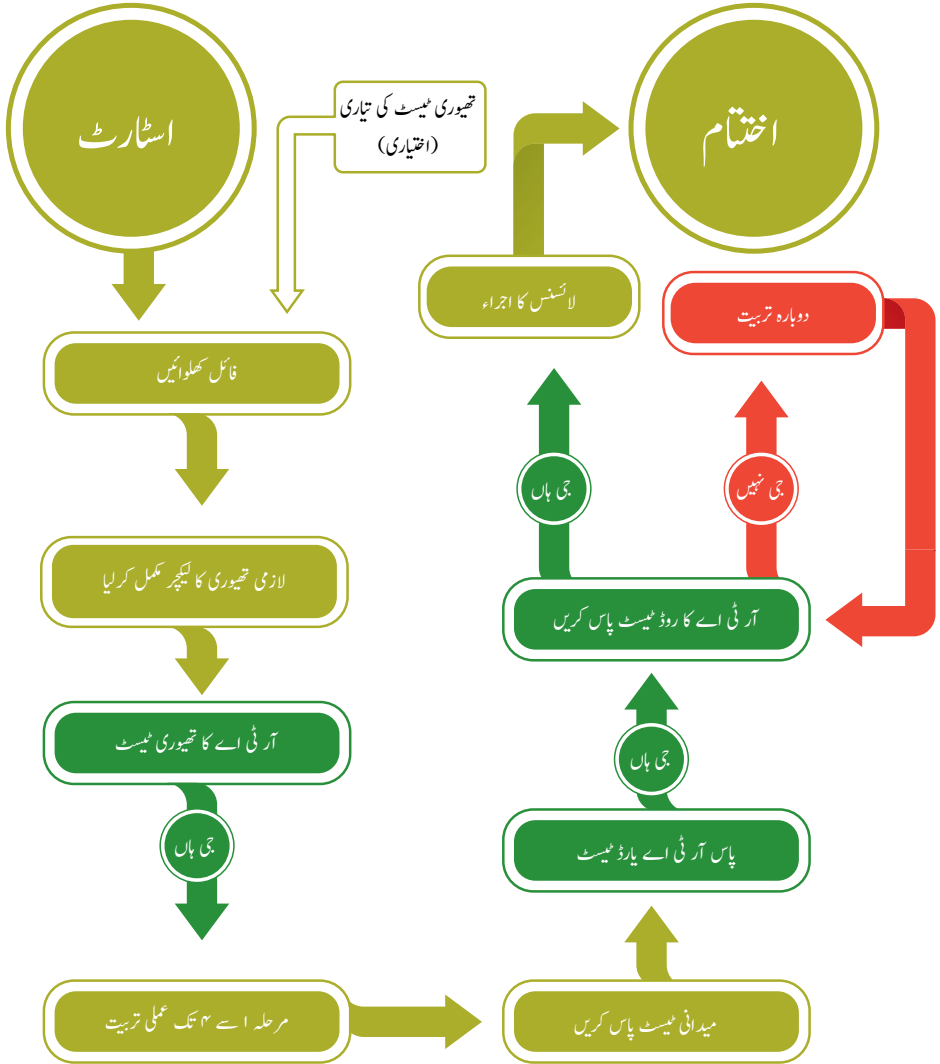 اسٹارٹ
تھیوری ٹیسٹ کی تیاری
(اختیاری)
فائل کھلوائیں
لازمی تھیوری کا لیکچر مکمل کرلیا
آر ٹی اے کا تھیوری ٹیسٹ
جی ہاں
مرحلہ ۱ سے ۴ تک عملی تربیت
میدانی ٹیسٹ پاس کریں
پاس آر ٹی اے یارڈ ٹیسٹ
جی ہاں
آر ٹی اے کا روڈ ٹیسٹ پاس کریں
جی نہیں
دوبارہ تربیت
جی ہاں
لائسنس کا اجراء
اختتام